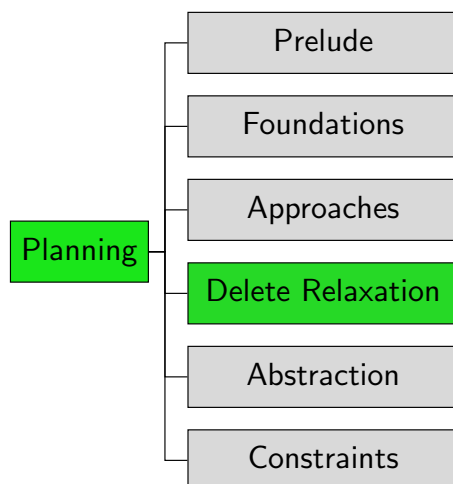 Prelude
Foundations
Approaches
Planning
Delete Relaxation
Abstraction
Constraints